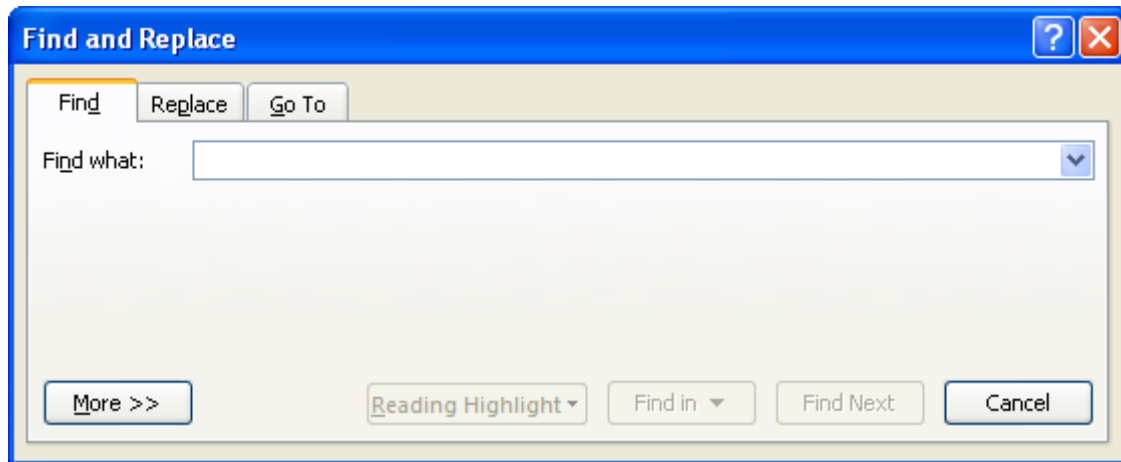 Find and Replace ?
Find Replace Go To
Find what:
More >> Reading Highlight Find in Find Next Cancel